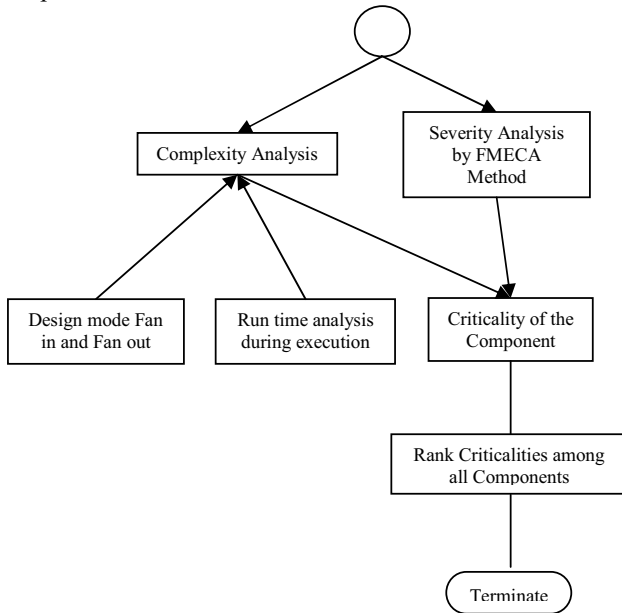 Complexity Analysis
Severity Analysis
by FMECA
Method
Design mode Fan
in and Fan out
Run time analysis
during execution
Criticality of the
Component
Rank Criticalities among
all Components
Terminate